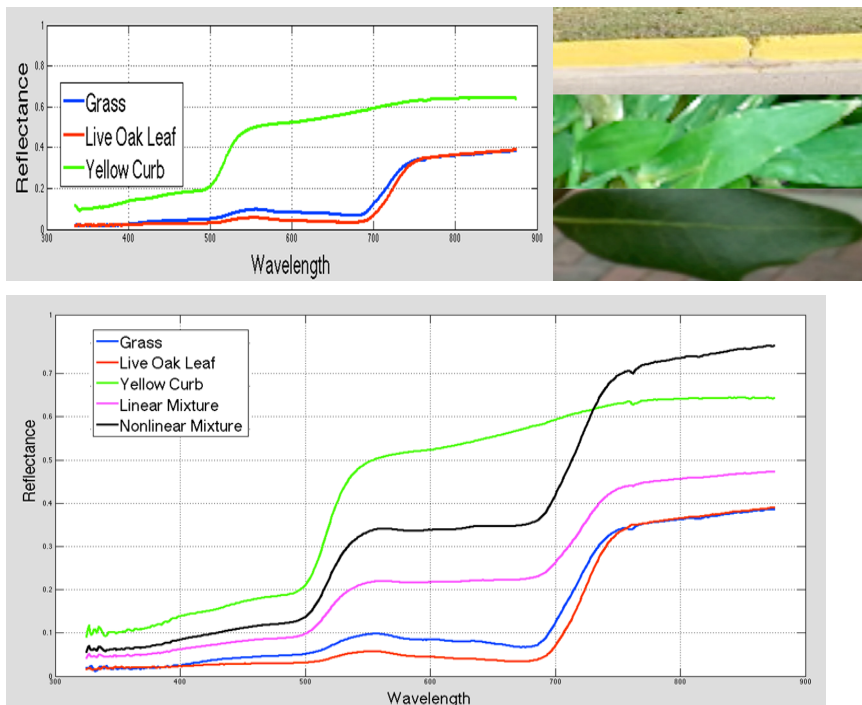 1
0.8
0.6
0.4
0.2
0
Reflectance
Grass
Live Oak Leaf
Yellow Curb
300 400 500 600 700 800 900
Wavelength
1
0.7
0.6
0.5
0.4
0.3
0.2
0.1
0
Reflectance
Grass
Live Oak Leaf
Yellow Curb
Linear Mixture
Nonlinear Mixture
300 400 500 600 700 800 900
Wavelength